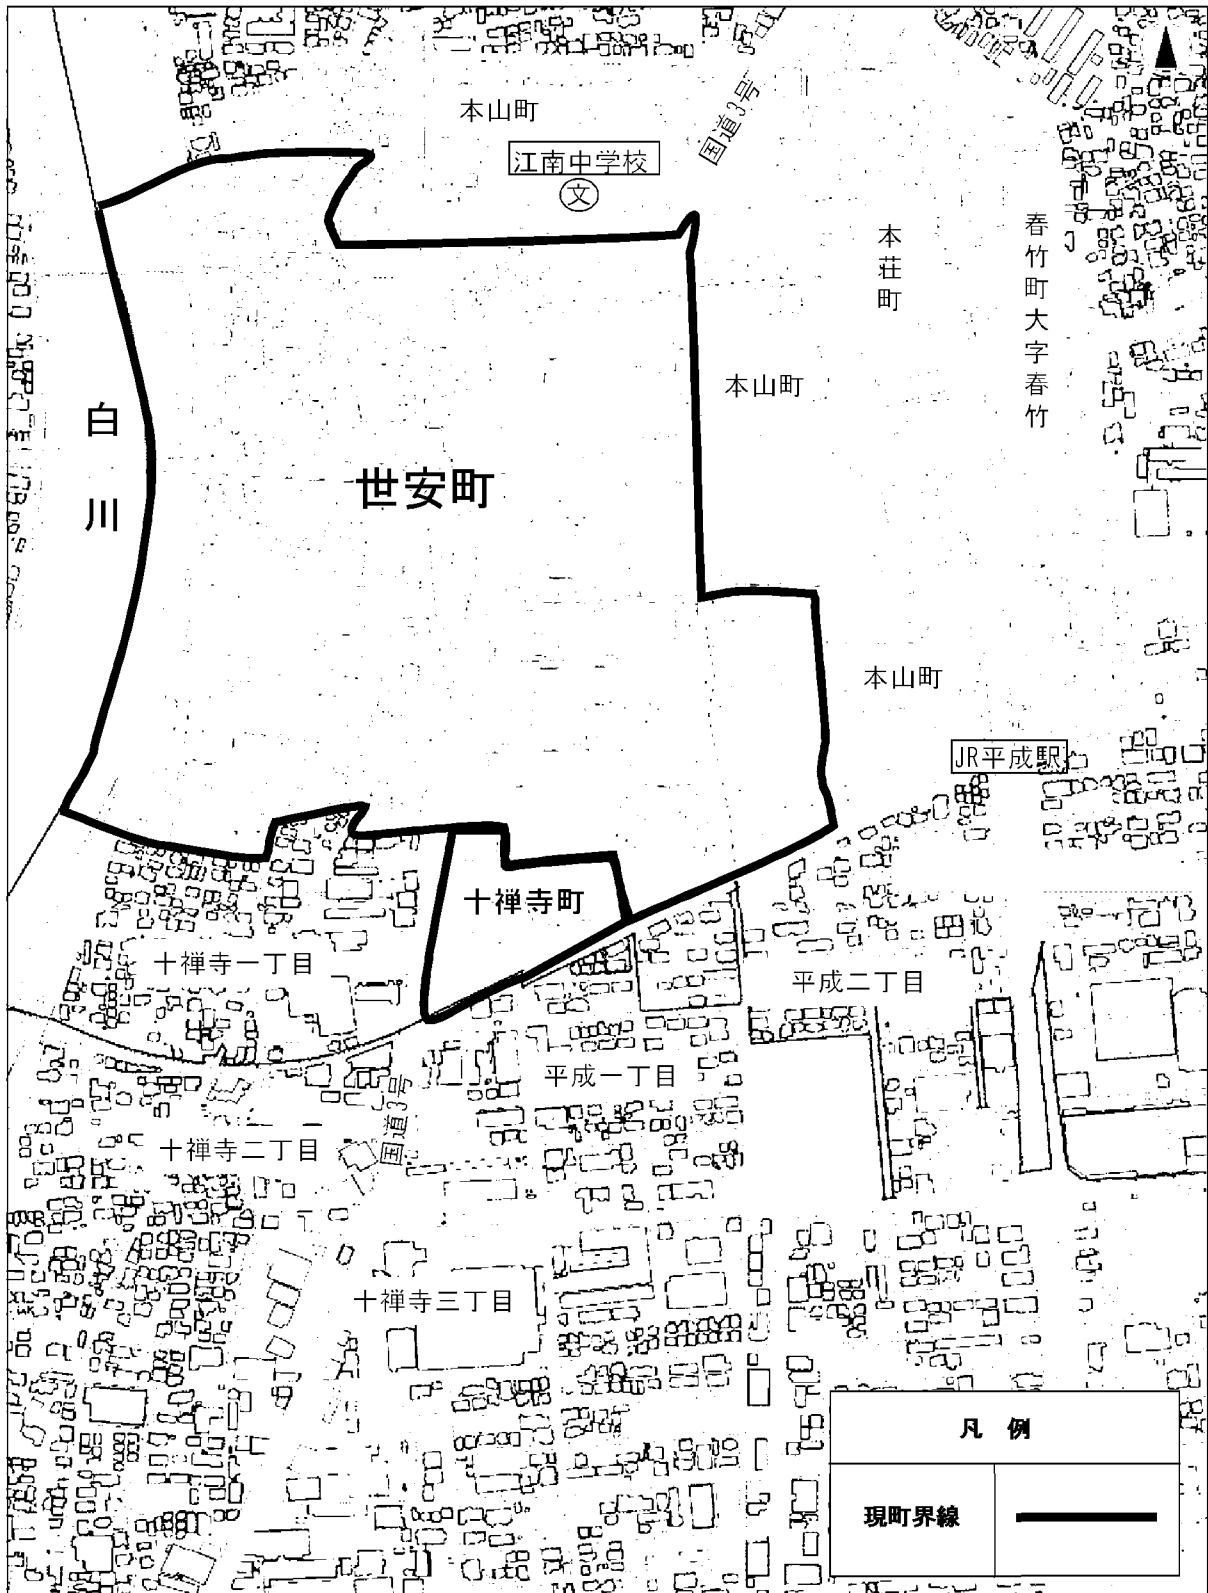 本山町
国道3号
江南中学校
文
本荘町
春竹町大字春竹
本山町
白川
世安町
本山町
JR平成駅
十禅寺町
十禅寺一丁目
平成二丁目
平成一丁目
国道3号
十禅寺二丁目
十禅寺三丁目
凡 例
現町界線